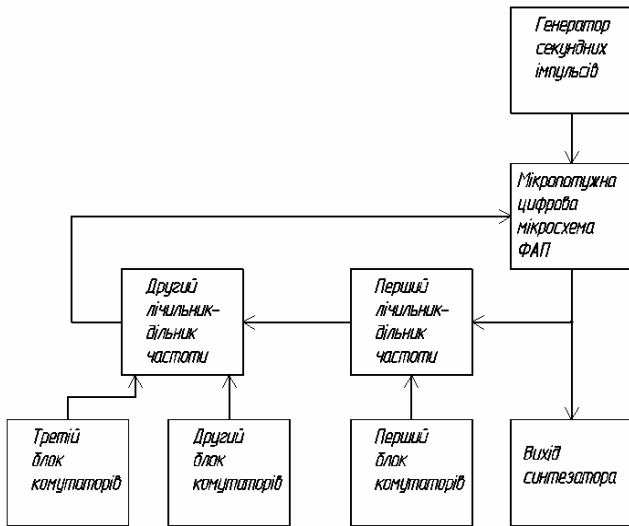 Генератор
секундних
імпульсів
Мікропотужна
цифрова
мікросхема
ФАП
Другий
лічильник-
дільник
частоти
Перший
лічильник-
дільник
частоти
Третій
блок
комутаторів
Другий
блок
комутаторів
Перший
блок
комутаторів
Вихід
синтезатора